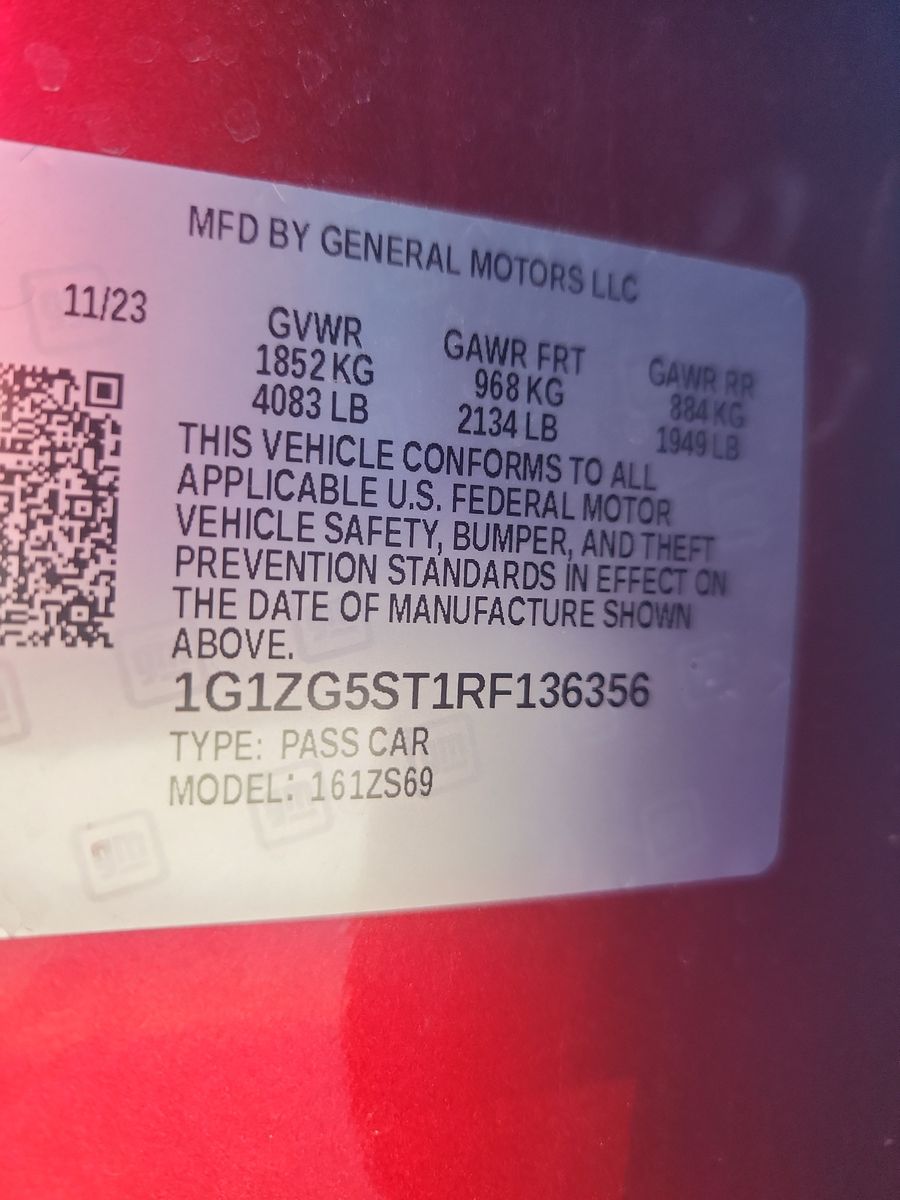 MFD BY GENERAL MOTORS LLC
11/23
GVWR GAWR FRT GAWR RR
1852 KG 968 KG 884 KG
4083 LB 2134 LB 1949 LB
THIS VEHICLE CONFORMS TO ALL
APPLICABLE U.S. FEDERAL MOTOR
VEHICLE SAFETY, BUMPER, AND THEFT
PREVENTION STANDARDS IN EFFECT ON
THE DATE OF MANUFACTURE SHOWN
ABOVE.
1G1ZG5ST1RF136356
TYPE: PASS CAR
MODEL: 161ZS69
gm